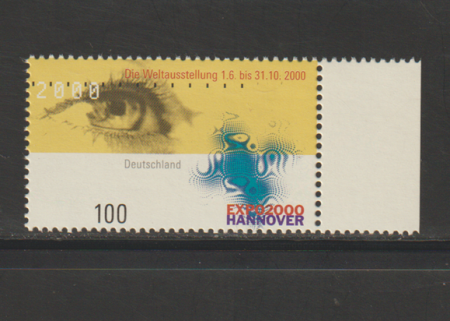 Die Weltausstellung 1.6. bis 31.10. 2000
2000
Deutschland
100
EXPO2000
HANNOVER